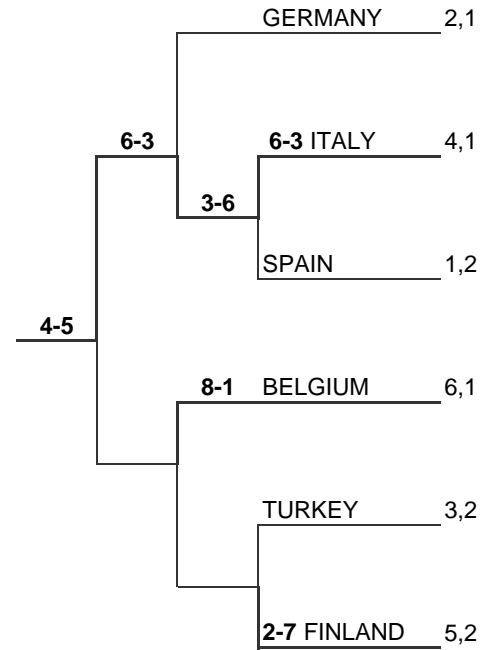 GERMANY 2,1
6-3 6-3 ITALY 4,1
3-6
SPAIN 1,2
4-5
8-1 BELGIUM 6,1
TURKEY 3,2
2-7 FINLAND 5,2